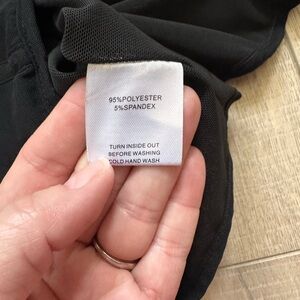 95%POLYESTER
5%SPANDEX
TURN INSIDE OUT
BEFORE WASHING
COLD HAND WASH